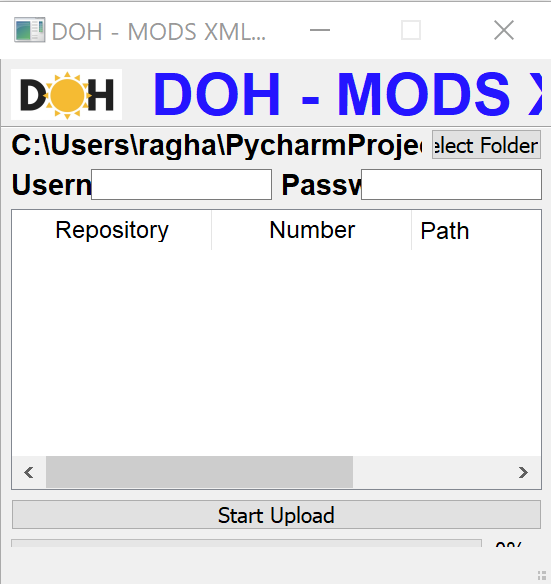 DOH - MODS XML...
DOH DOH - MODS X
C:\Users\ragha\PycharmProje
elect Folder
Usern Passw
Repository Number Path
Start Upload
0%